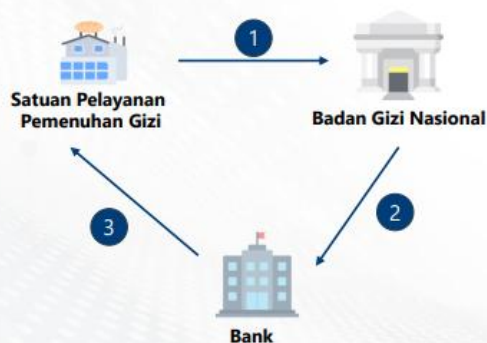 1
Satuan Pelayanan
Pemenuhan Gizi
Badan Gizi Nasional
3
2
Bank